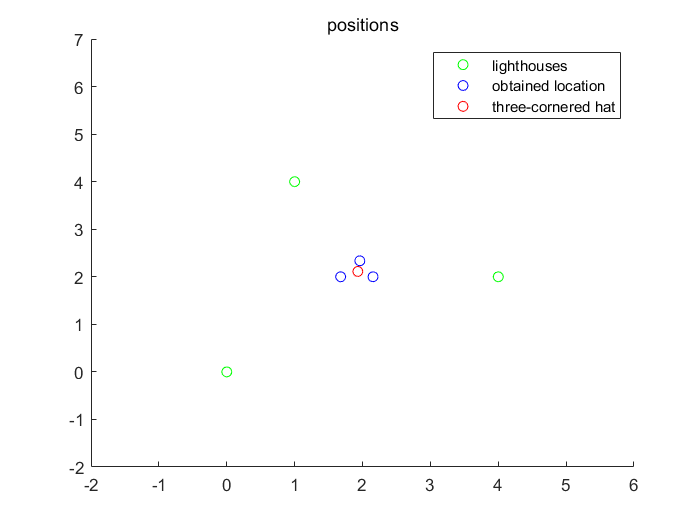 positions
7
6
5
4
3
2
1
0
-1
-2
-2 -1 0 1 2 3 4 5 6
lighthouses
obtained location
three-cornered hat